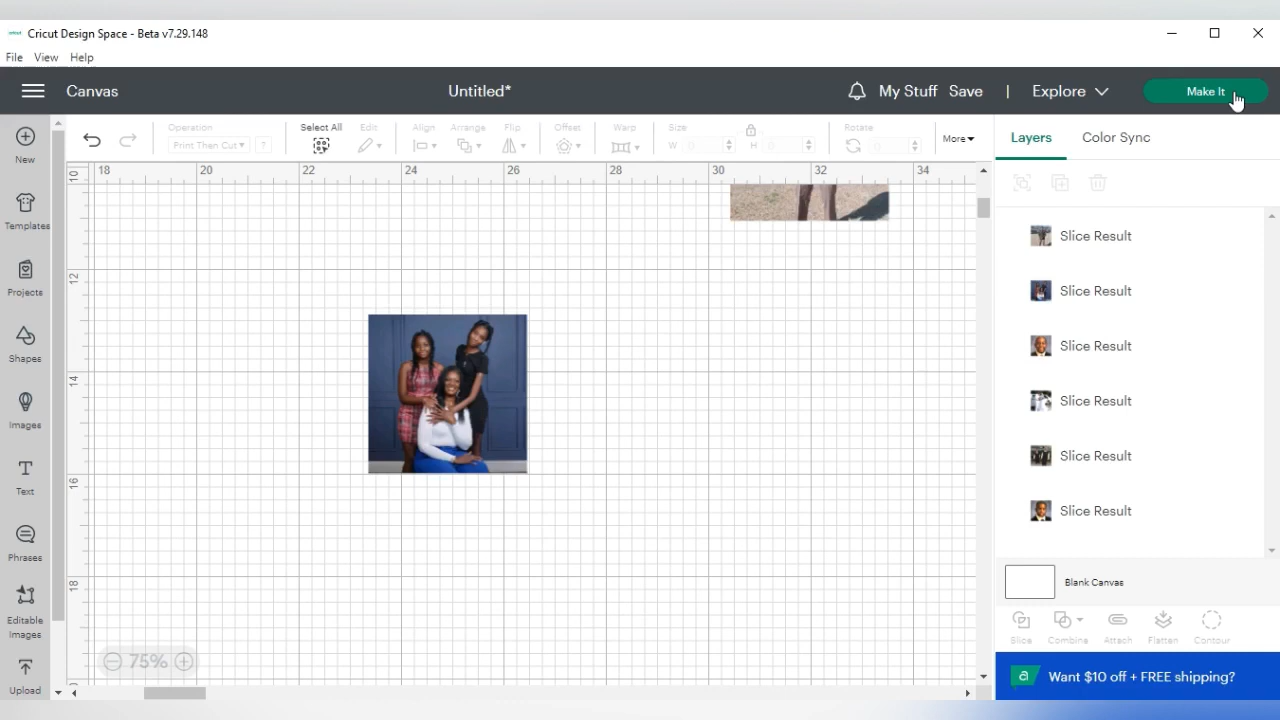 cricut Cricut Design Space - Beta v7.29.148
File View Help
Canvas Untitled* My Stuff Save | Explore Make It
New
Templates
Projects
Shapes
Images
Text
Phrases
Editable
Images
Upload
Operation
Print Then Cut ?
Select All Edit Align Arrange Flip Offset Warp Size Rotate
W 0 H 0 0
More
18 20 22 24 26 28 30 32 34
10
12
14
16
18
75%
Layers Color Sync
Slice Result
Slice Result
Slice Result
Slice Result
Slice Result
Slice Result
Blank Canvas
Slice Combine Attach Flatten Contour
a Want $10 off + FREE shipping?